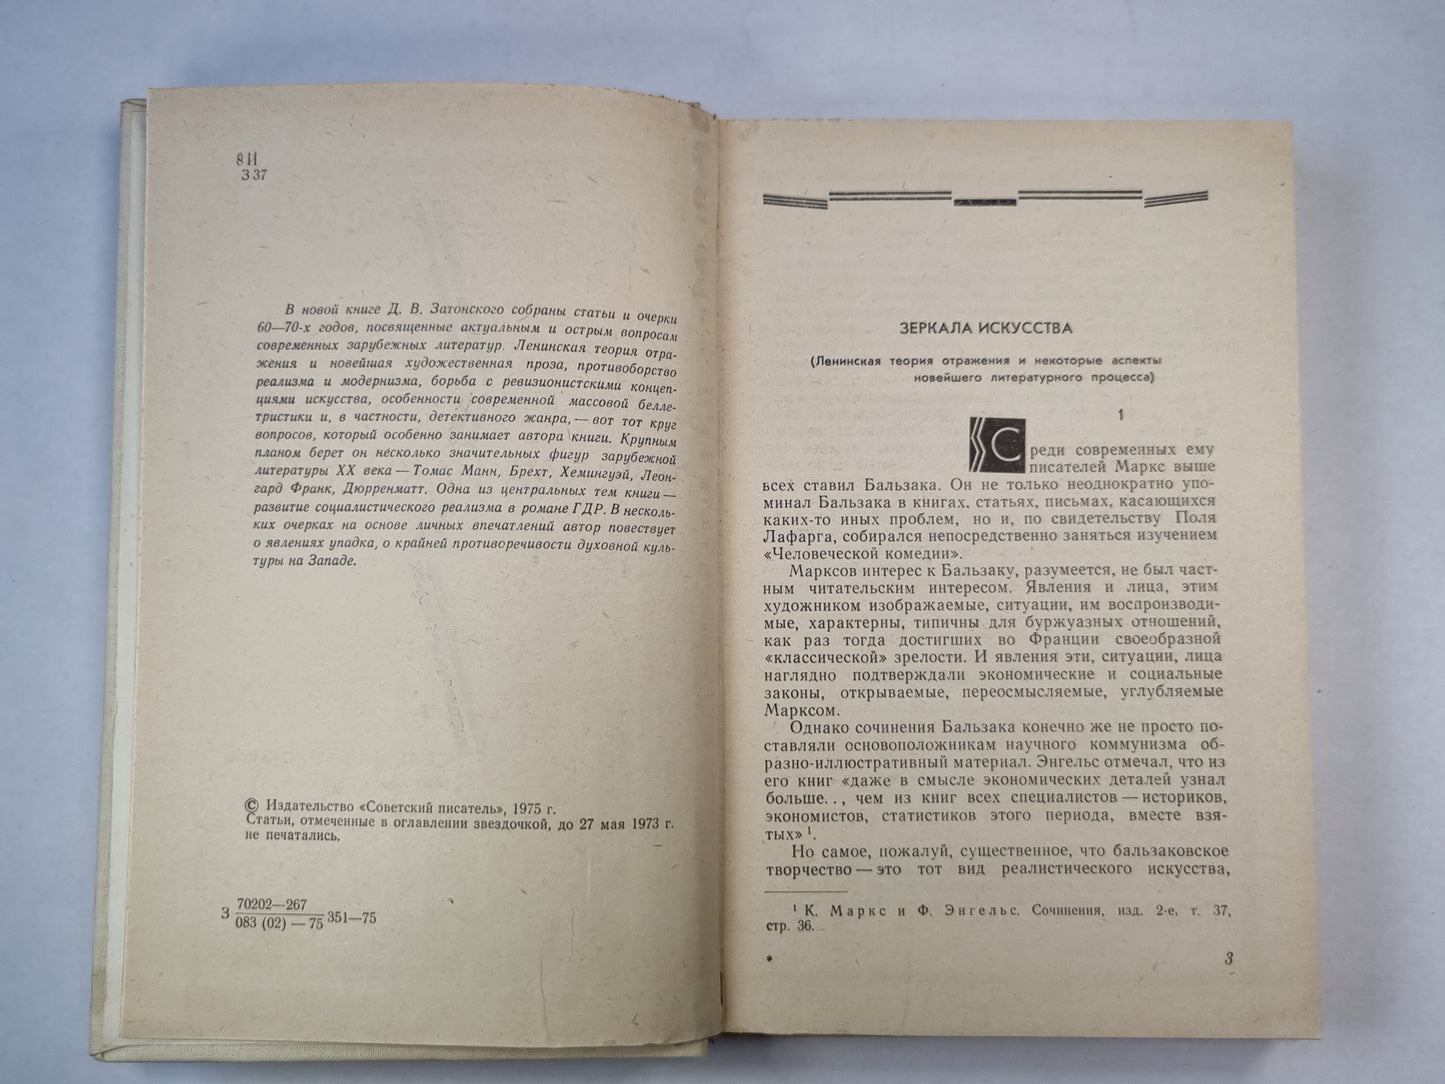 8И
З 37
В новой книге Д. В. Затонского собраны статьи и очерки
60—70-х годов, посвященные актуальным и острым вопросам
современных зарубежных литератур. Ленинская теория отра-
жения и новейшая художественная проза, противоборство
реализма и модернизма, борьба с ревизионистскими концеп-
циями искусства, особенности современной массовой белле-
тристики и, в частности, детективного жанра, — вот тот круг
вопросов, который особенно занимает автора книги. Крупным
планом берет он несколько значительных фигур зарубежной
литературы XX века — Томас Манн, Брехт, Хемингуэй, Леон-
гард Франк, Дюрренматт. Одна из центральных тем книги —
развитие социалистического реализма в романе ГДР. В несколь-
ких очерках на основе личных впечатлений автор повествует
о явлениях упадка, о крайней противоречивости духовной куль-
туры на Западе.
© Издательство «Советский писатель», 1975 г.
Статьи, отмеченные в оглавлении звездочкой, до 27 мая 1973 г.
не печатались.
70202—267
З 083 (02) — 75 351—75
ЗЕРКАЛА ИСКУССТВА
(Ленинская теория отражения и некоторые аспекты
новейшего литературного процесса)
1
Среди современных ему
писателей Маркс выше
всех ставил Бальзака. Он не только неоднократно упо-
минал Бальзака в книгах, статьях, письмах, касающихся
каких-то иных проблем, но и, по свидетельству Поля
Лафарга, собирался непосредственно заняться изучением
«Человеческой комедии».
Марксов интерес к Бальзаку, разумеется, не был част-
ным читательским интересом. Явления и лица, этим
художником изображаемые, ситуации, им воспроизводи-
мые, характерны, типичны для буржуазных отношений,
как раз тогда достигших во Франции своеобразной
«классической» зрелости. И явления эти, ситуации, лица
наглядно подтверждали экономические и социальные
законы, открываемые, переосмысляемые, углубляемые
Марксом.
Однако сочинения Бальзака конечно же не просто по-
ставляли основоположникам научного коммунизма об-
разно-иллюстративный материал. Энгельс отмечал, что из
его книг «даже в смысле экономических деталей узнал
больше.., чем из книг всех специалистов — историков,
экономистов, статистиков этого периода, вместе взя-
тых» ¹.
Но самое, пожалуй, существенное, что бальзаковское
творчество — это тот вид реалистического искусства,
¹ К. Маркс и Ф. Энгельс. Сочинения, изд. 2-е, т. 37,
стр. 36.
*
3